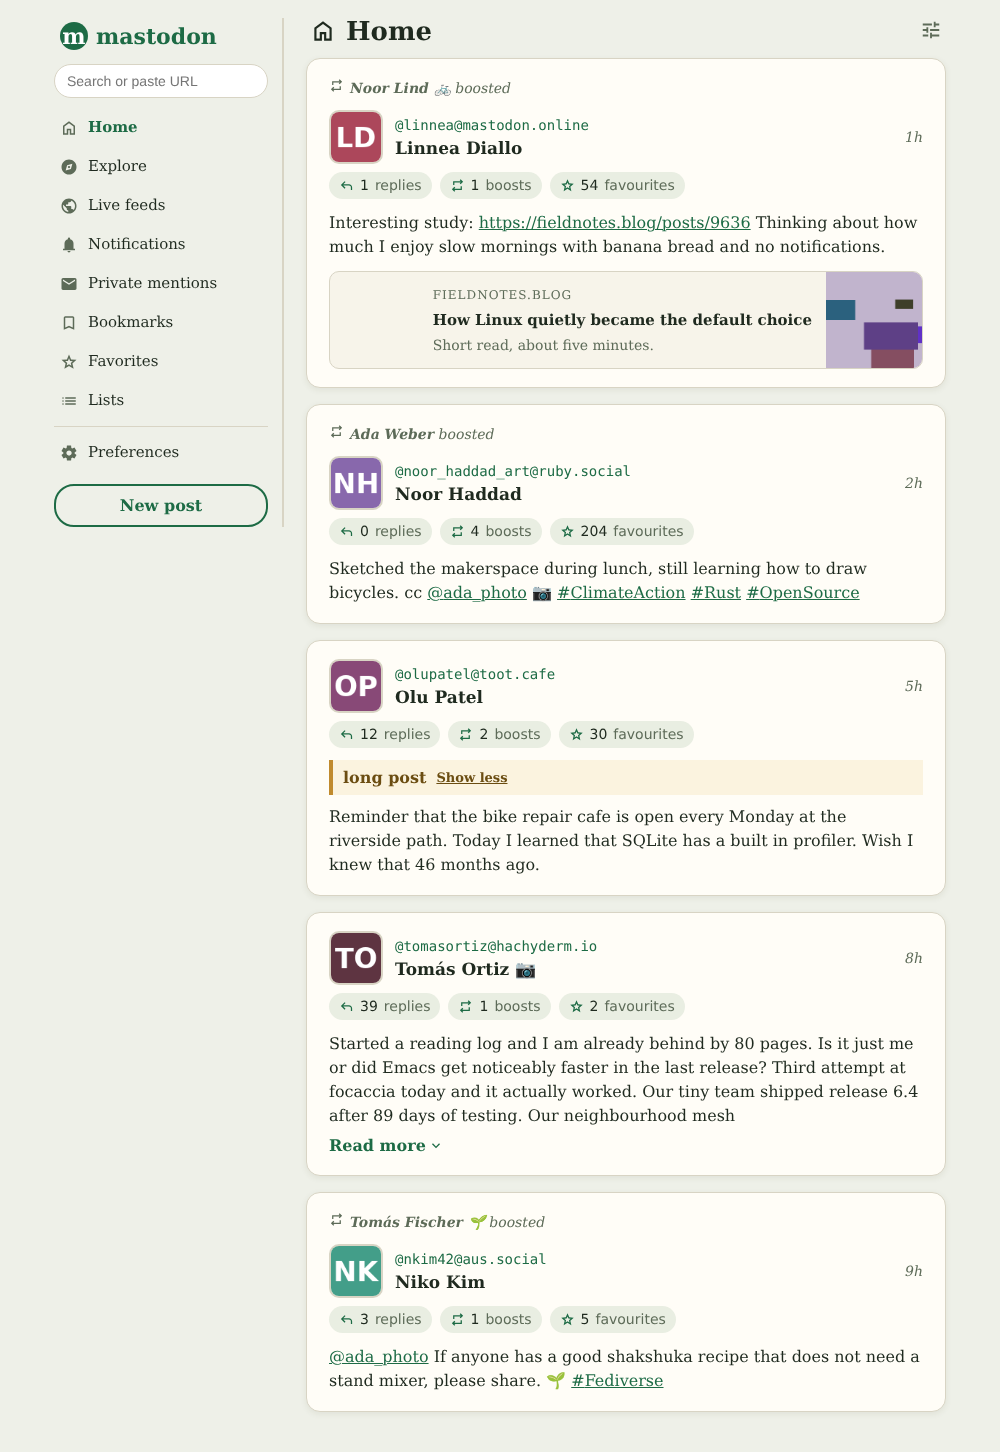 mastodon
Search or paste URL
Home
Explore
Live feeds
Notifications
Private mentions
Bookmarks
Favorites
Lists
Preferences
New post
Home
Noor Lind 🚲 boosted
LD
@linnea@mastodon.online
Linnea Diallo
1h
1 replies
1 boosts
54 favourites
Interesting study: https://fieldnotes.blog/posts/9636 Thinking about how
much I enjoy slow mornings with banana bread and no notifications.
FIELDNOTES.BLOG
How Linux quietly became the default choice
Short read, about five minutes.
Ada Weber boosted
NH
@noor_haddad_art@ruby.social
Noor Haddad
2h
0 replies
4 boosts
204 favourites
Sketched the makerspace during lunch, still learning how to draw
bicycles. cc @ada_photo 📷 #ClimateAction #Rust #OpenSource
OP
@olupatel@toot.cafe
Olu Patel
5h
12 replies
2 boosts
30 favourites
long post Show less
Reminder that the bike repair cafe is open every Monday at the
riverside path. Today I learned that SQLite has a built in profiler. Wish I
knew that 46 months ago.
TO
@tomasortiz@hachyderm.io
Tomás Ortiz 📷
8h
39 replies
1 boosts
2 favourites
Started a reading log and I am already behind by 80 pages. Is it just me
or did Emacs get noticeably faster in the last release? Third attempt at
focaccia today and it actually worked. Our tiny team shipped release 6.4
after 89 days of testing. Our neighbourhood mesh
Read more
Tomás Fischer 🌱 boosted
NK
@nkim42@aus.social
Niko Kim
9h
3 replies
1 boosts
5 favourites
@ada_photo If anyone has a good shakshuka recipe that does not need a
stand mixer, please share. 🌱 #Fediverse